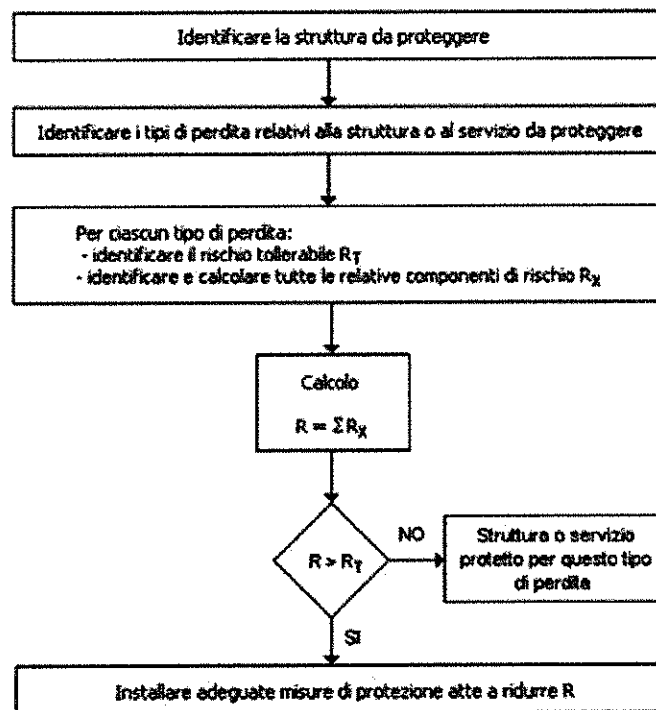 Identificare la struttura da proteggere
Identificare i tipi di perdita relativi alla struttura o al servizio da proteggere
Per ciascun tipo di perdita:
- identificare il rischio tollerabile RT
- identificare e calcolare tutte le relative componenti di rischio RX
Calcolo
R = ΣRX
R > RT
NO
Struttura o servizio
protetto per questo tipo
di perdita
SI
Installare adeguate misure di protezione atte a ridurre R